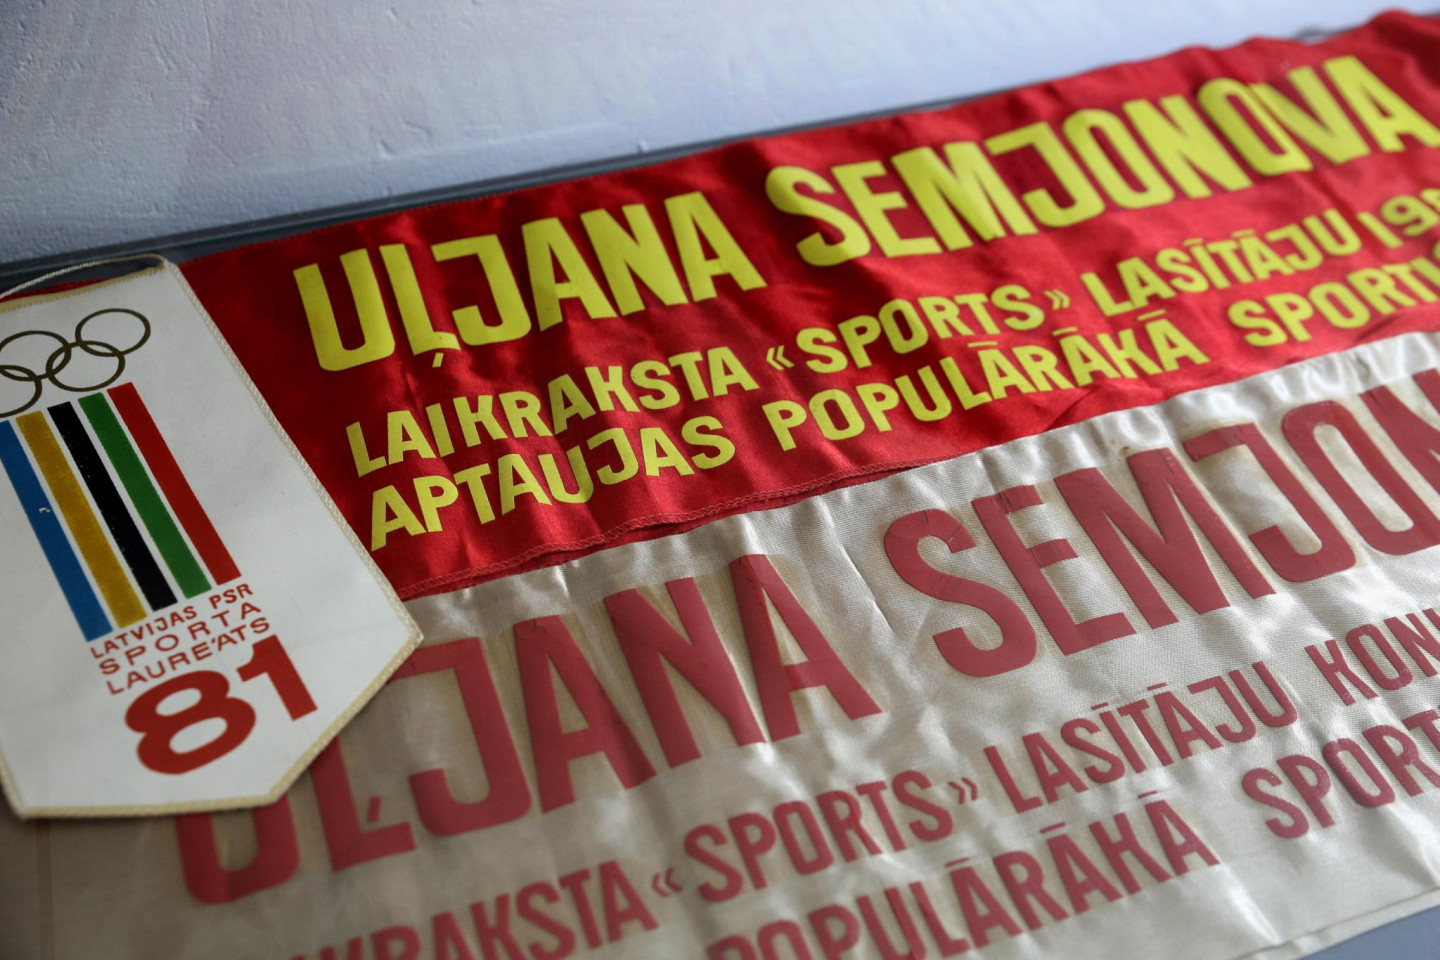 UĻJANA SEMJONOVA
LAIKRAKSTA «SPORTS» LASĪTĀJU
APTAUJAS POPULĀRĀKĀ
LATVIJAS PSR
SPORTA
LAUREĀTS
81
UĻJANA
«SPORTS» LASĪTĀJU
POPULĀRĀKĀ